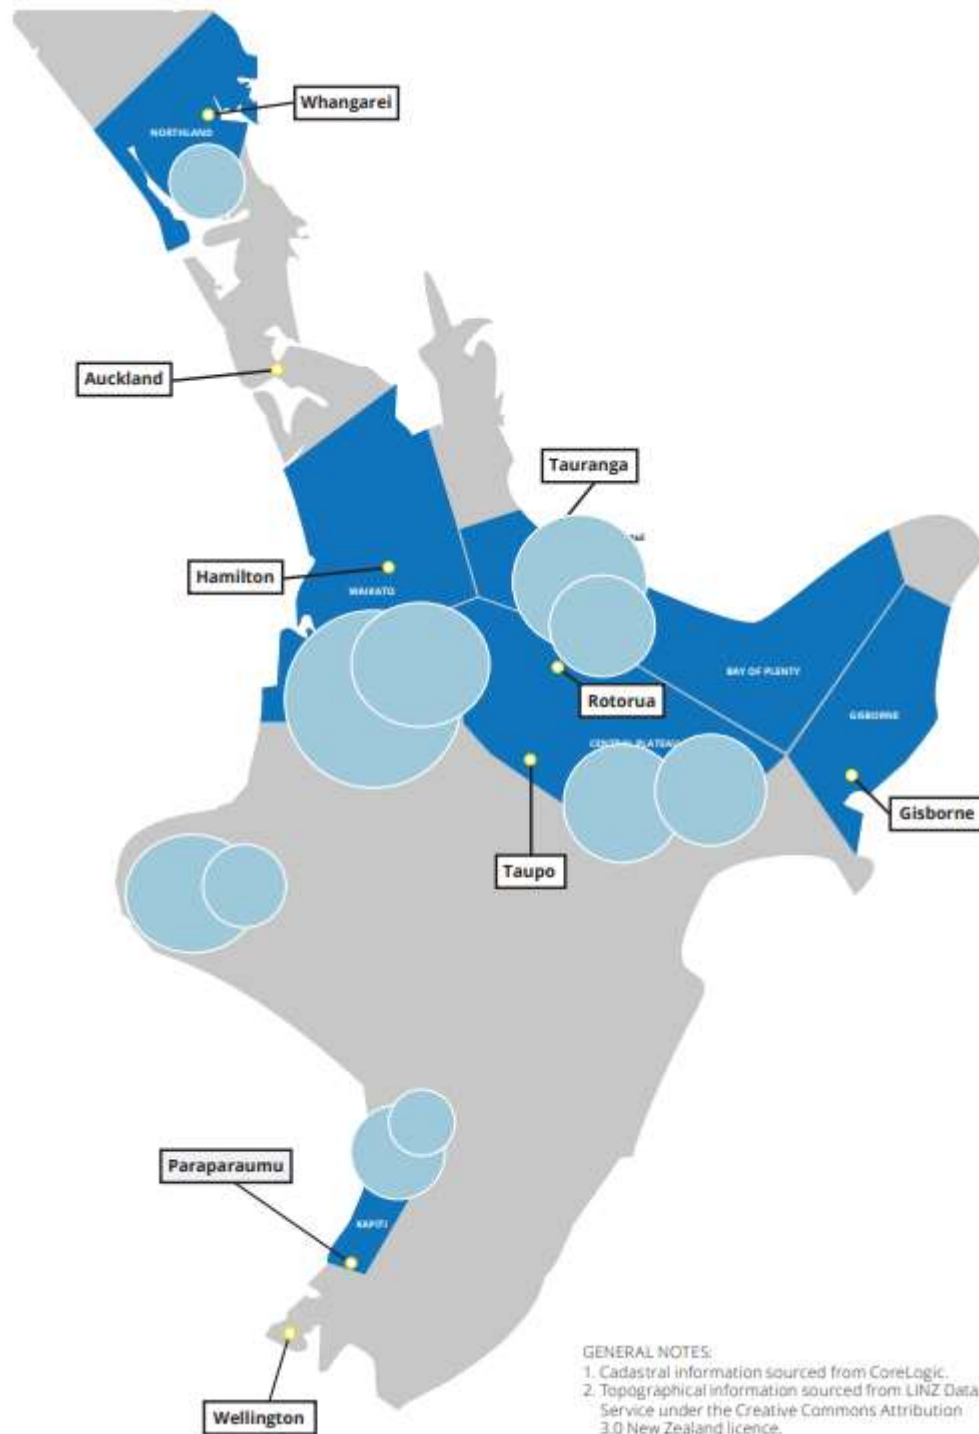 Whangarei
NORTHLAND
Auckland
Tauranga
Hamilton
WAIKATO
BAY OF PLENTY
Rotorua
GISBORNE
CENTRAL PLATEAU
Gisborne
Taupo
Paraparaumu
KAPITI
Wellington
GENERAL NOTES:
1. Cadastral information sourced from CoreLogic.
2. Topographical information sourced from LINZ Data
Service under the Creative Commons Attribution
3.0 New Zealand licence.